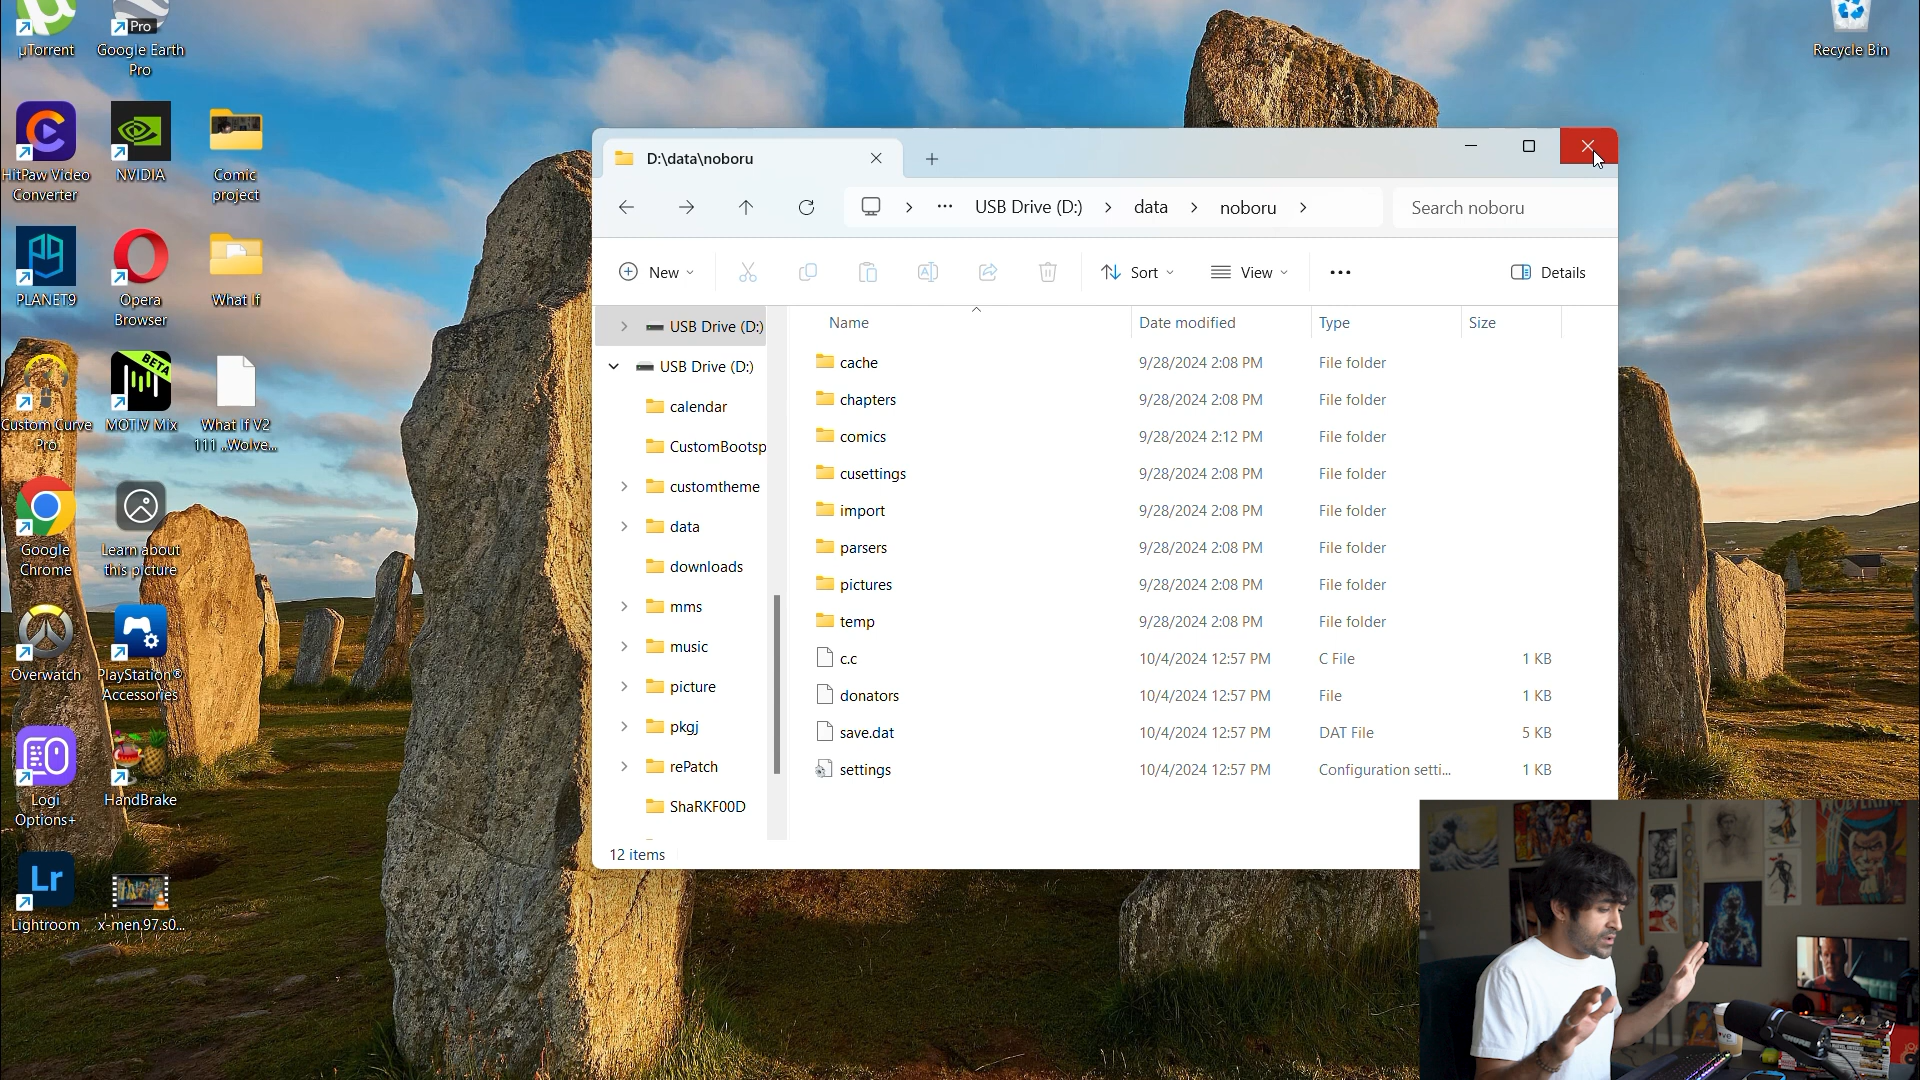 µTorrent
Pro
Google Earth
Pro
Recycle Bin
HitPaw Video
Converter
NVIDIA
Comic
project
PLANET9
Opera
Browser
What If
BETA
Custom Curve
Pro
MOTIV Mix
What If V2
111 ..Wolve...
Google
Chrome
Learn about
this picture
Overwatch
PlayStation®
Accessories
Logi
Options+
HandBrake
Lr
Lightroom
x-men.97.s0...
D:\data\noboru
USB Drive (D:)
data
noboru
Search noboru
New
Sort
View
Details
USB Drive (D:)
USB Drive (D:)
calendar
CustomBootsp
customtheme
data
downloads
mms
music
picture
pkgj
rePatch
ShaRKF00D
Name Date modified Type Size
cache 9/28/2024 2:08 PM File folder
chapters 9/28/2024 2:08 PM File folder
comics 9/28/2024 2:12 PM File folder
cusettings 9/28/2024 2:08 PM File folder
import 9/28/2024 2:08 PM File folder
parsers 9/28/2024 2:08 PM File folder
pictures 9/28/2024 2:08 PM File folder
temp 9/28/2024 2:08 PM File folder
c.c 10/4/2024 12:57 PM C File 1 KB
donators 10/4/2024 12:57 PM File 1 KB
save.dat 10/4/2024 12:57 PM DAT File 5 KB
settings 10/4/2024 12:57 PM Configuration setti... 1 KB
12 items